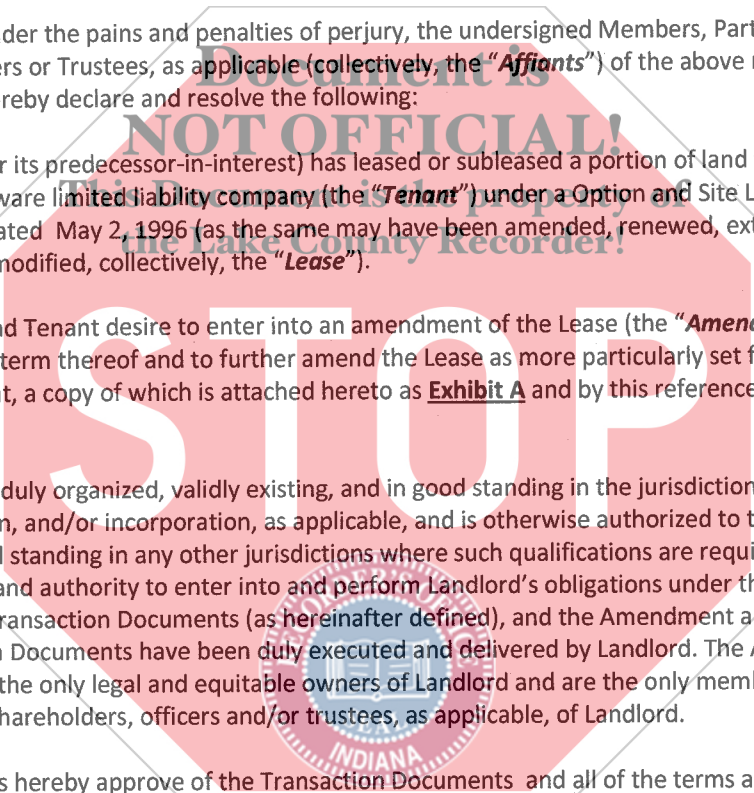 der the pains and penalties of perjury, the undersigned Members, Part
ers or Trustees, as applicable (collectively, the “Affiants”) of the above
reby declare and resolve the following:
Document is
NOT OFFICIAL!
This Document is the property of
the Lake County Recorder!
r its predecessor-in-interest) has leased or subleased a portion of land
ware limited liability company (the “Tenant”) under a Option and Site L
ated May 2, 1996 (as the same may have been amended, renewed, ext
modified, collectively, the “Lease”).
nd Tenant desire to enter into an amendment of the Lease (the “Amend
term thereof and to further amend the Lease as more particularly set f
t, a copy of which is attached hereto as Exhibit A and by this reference
STOP
duly organized, validly existing, and in good standing in the jurisdiction
n, and/or incorporation, as applicable, and is otherwise authorized to t
l standing in any other jurisdictions where such qualifications are requi
and authority to enter into and perform Landlord’s obligations under th
ransaction Documents (as hereinafter defined), and the Amendment a
n Documents have been duly executed and delivered by Landlord. The A
the only legal and equitable owners of Landlord and are the only memb
hareholders, officers and/or trustees, as applicable, of Landlord.
SEAL
INDIANA
s hereby approve of the Transaction Documents and all of the terms a